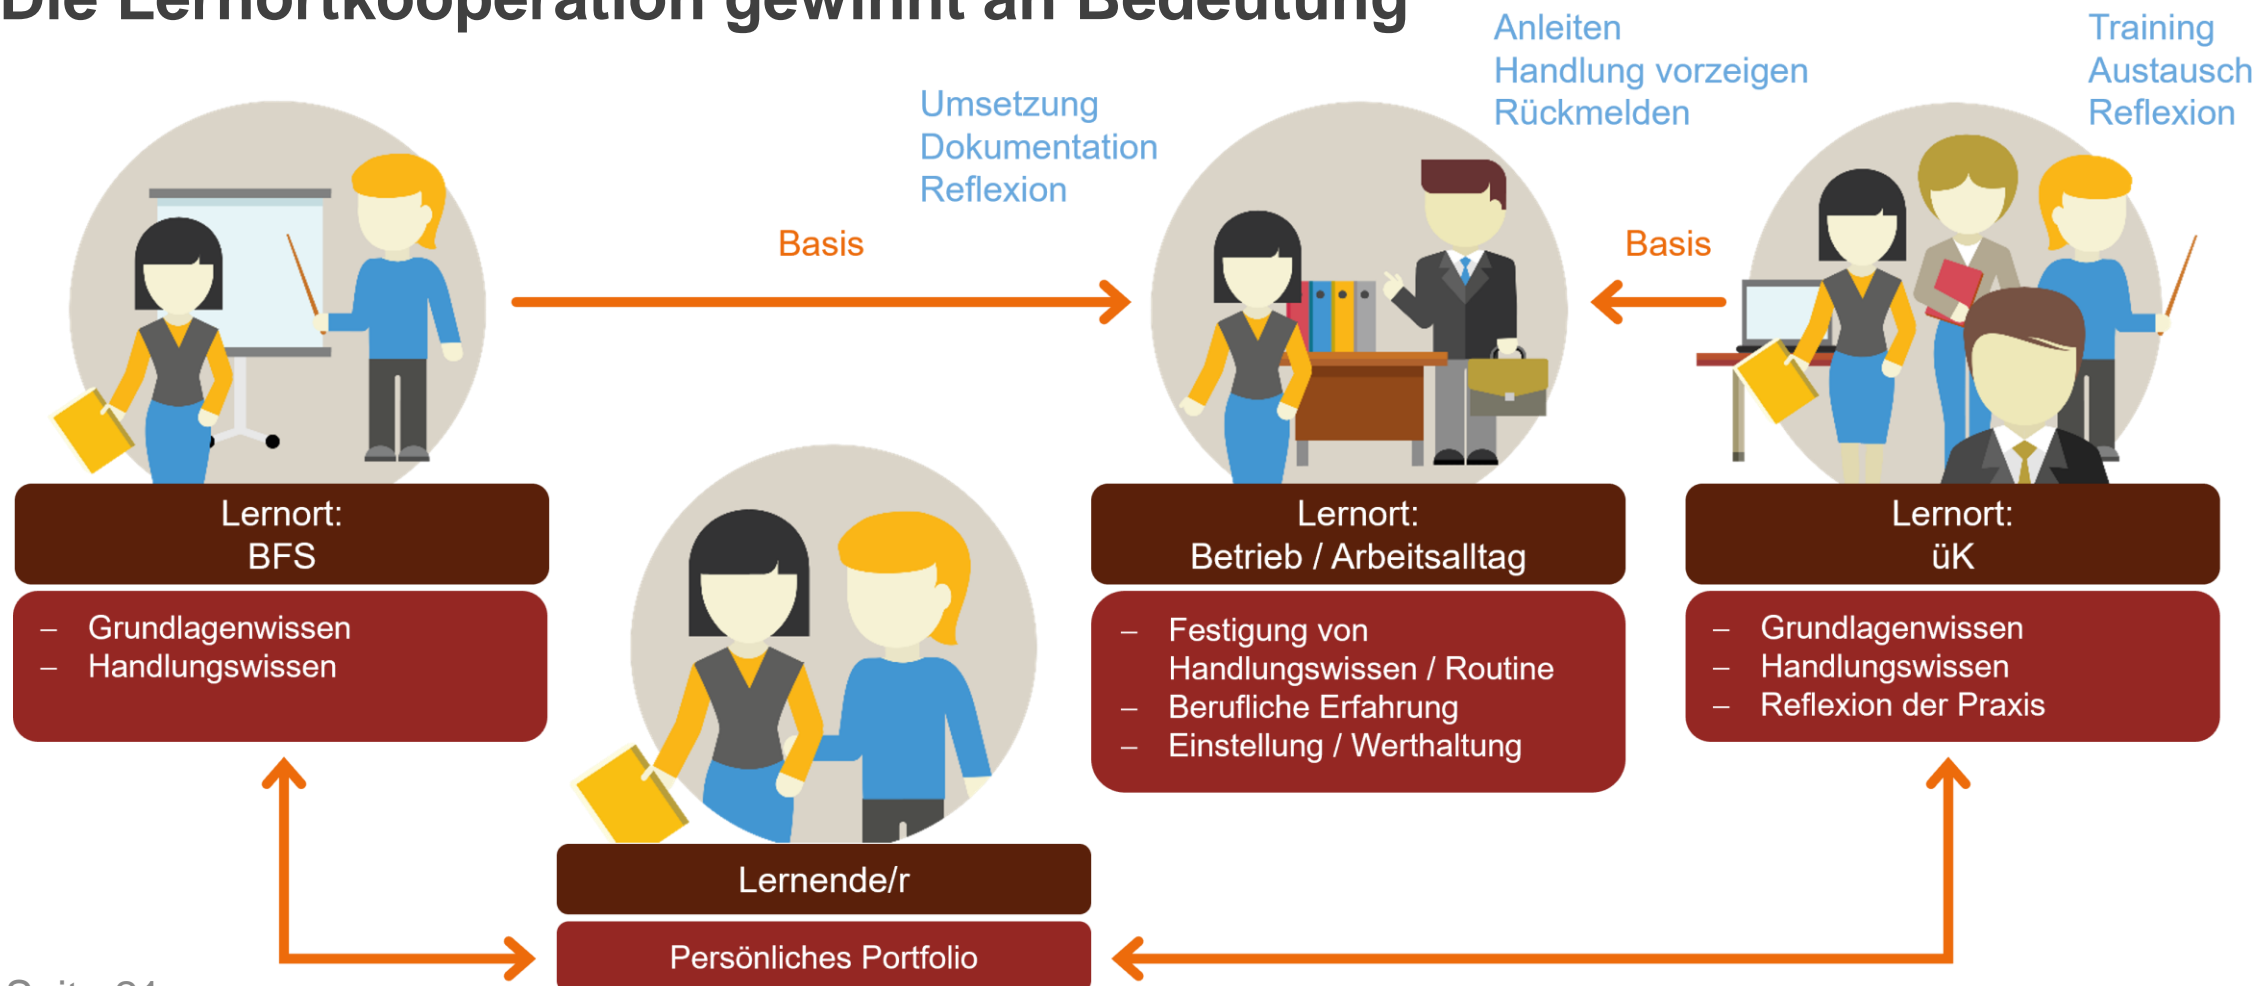 Die Lernortkooperation gewinnt an Bedeutung
Anleiten
Handlung vorzeigen
Rückmelden
Training
Austausch
Reflexion
Umsetzung
Dokumentation
Reflexion
Basis
Basis
Lernort:
BFS
– Grundlagenwissen
– Handlungswissen
Lernort:
Betrieb / Arbeitsalltag
– Festigung von
Handlungswissen / Routine
– Berufliche Erfahrung
– Einstellung / Werthaltung
Lernort:
üK
– Grundlagenwissen
– Handlungswissen
– Reflexion der Praxis
Lernende/r
Persönliches Portfolio